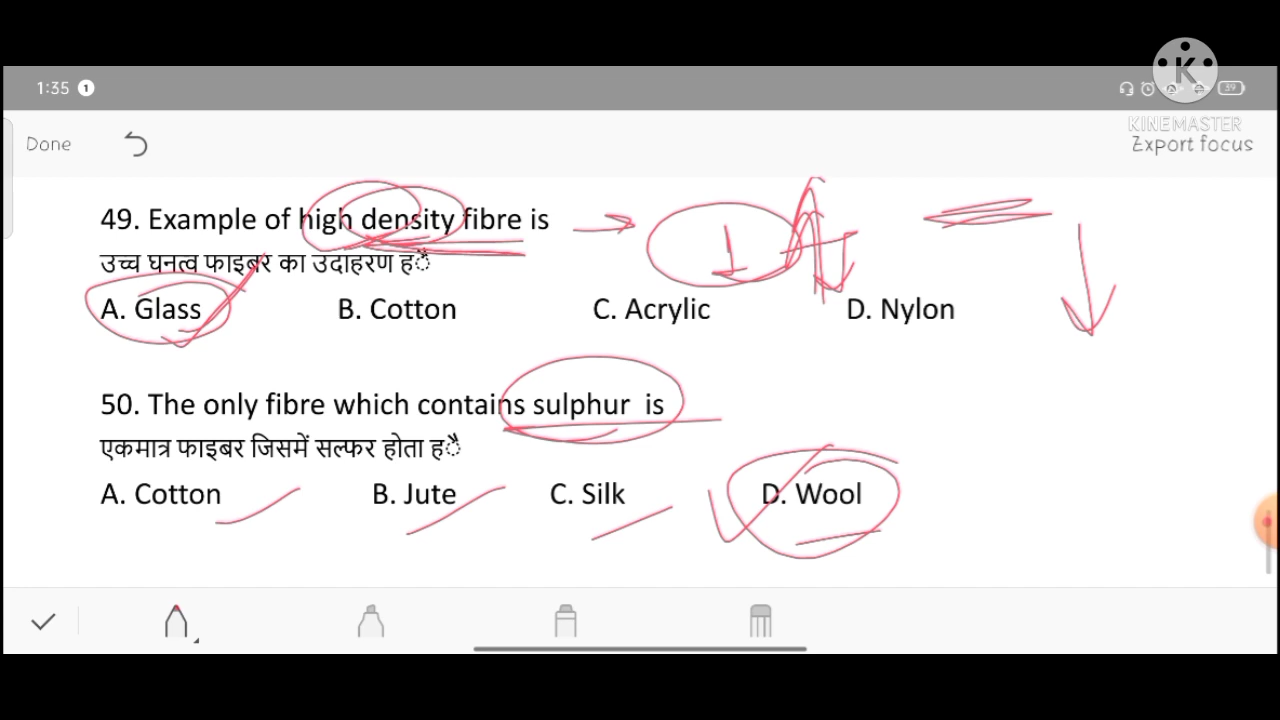 1:35 1
39
KINEMASTER
Done
Export focus
49. Example of high density fibre is
उच्च घनत्व फाइबर का उदाहरण है
A. Glass B. Cotton C. Acrylic D. Nylon
50. The only fibre which contains sulphur is
एकमात्र फाइबर जिसमें सल्फर होता है
A. Cotton B. Jute C. Silk D. Wool